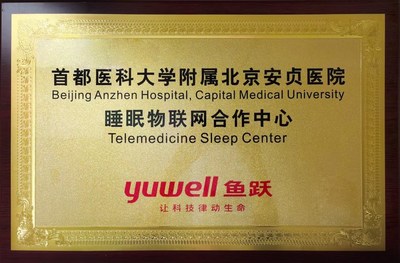 首都医科大学附属北京安贞医院
Beijing Anzhen Hospital, Capital Medical University
睡眠物联网合作中心
Telemedicine Sleep Center
yuwell 鱼跃
让科技律动生命